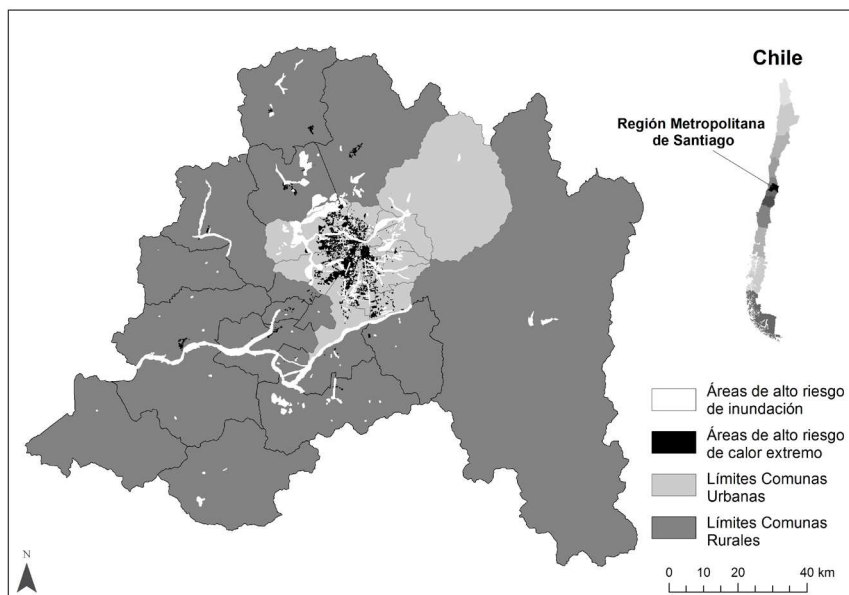 Chile
Región Metropolitana
de Santiago
Áreas de alto riesgo
de inundación
Áreas de alto riesgo
de calor extremo
Límites Comunas
Urbanas
Límites Comunas
Rurales
N
0 10 20 30 40 km